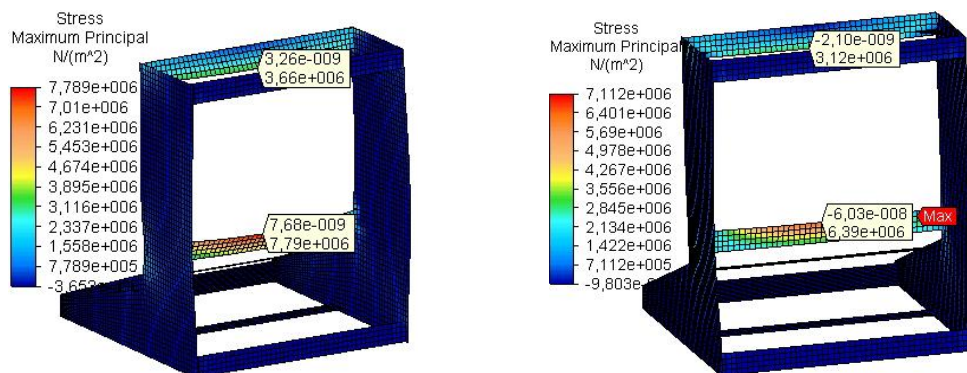 Stress
Maximum Principal
N/(m^2)
7,789e+006
7,01e+006
6,231e+006
5,453e+006
4,674e+006
3,895e+006
3,116e+006
2,337e+006
1,558e+006
7,789e+005
3,26e-009
3,66e+006
7,68e-009
7,79e+006
Stress
Maximum Principal
N/(m^2)
7,112e+006
6,401e+006
5,69e+006
4,978e+006
4,267e+006
2,845e+006
2,134e+006
1,422e+006
7,112e+005
-2,10e-009
3,12e+006
-6,03e-008
6,39e+006
Max